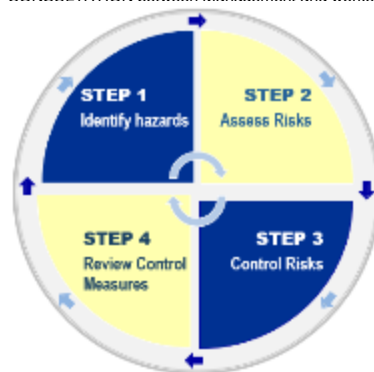 STEP 1
Identify hazards
STEP 2
Assess Risks
STEP 3
Control Risks
STEP 4
Review Control
Measures